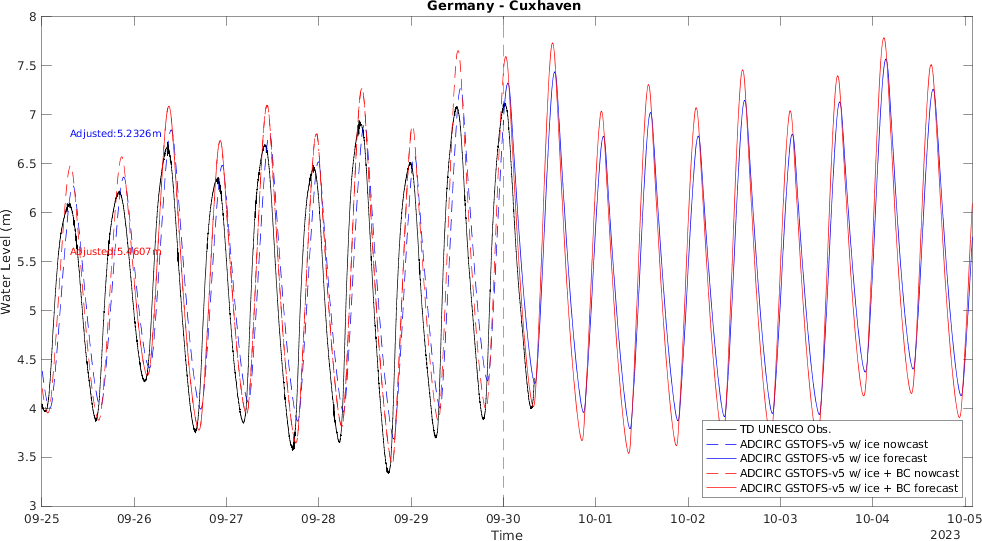 Germany - Cuxhaven
8
7.5
7
6.5
6
5.5
5
4.5
4
3.5
3
Water Level (m)
Adjusted:5.2326m
Adjusted:5.4607m
TD UNESCO Obs.
ADCIRC GSTOFS-v5 w/ ice nowcast
ADCIRC GSTOFS-v5 w/ ice forecast
ADCIRC GSTOFS-v5 w/ ice + BC nowcast
ADCIRC GSTOFS-v5 w/ ice + BC forecast
09-25 09-26 09-27 09-28 09-29 09-30 10-01 10-02 10-03 10-04 10-05
Time
2023